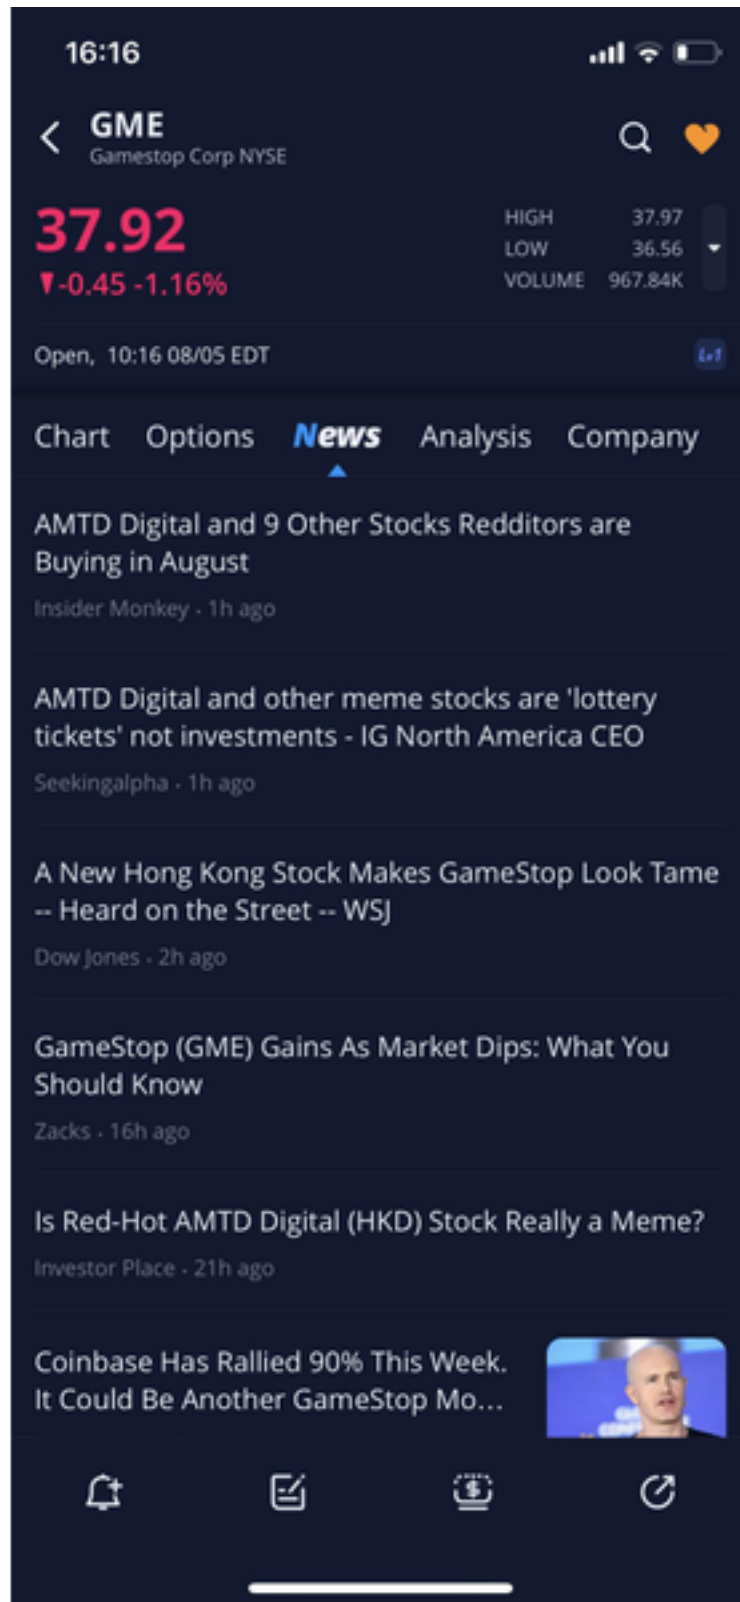 16:16
GME
Gamestop Corp NYSE
37.92
▼-0.45 -1.16%
HIGH 37.97
LOW 36.56
VOLUME 967.84K
Open, 10:16 08/05 EDT
Lv1
Chart Options News Analysis Company
AMTD Digital and 9 Other Stocks Redditors are
Buying in August
Insider Monkey · 1h ago
AMTD Digital and other meme stocks are 'lottery
tickets' not investments - IG North America CEO
Seekingalpha · 1h ago
A New Hong Kong Stock Makes GameStop Look Tame
-- Heard on the Street -- WSJ
Dow Jones · 2h ago
GameStop (GME) Gains As Market Dips: What You
Should Know
Zacks · 16h ago
Is Red-Hot AMTD Digital (HKD) Stock Really a Meme?
Investor Place · 21h ago
Coinbase Has Rallied 90% This Week.
It Could Be Another GameStop Mo...